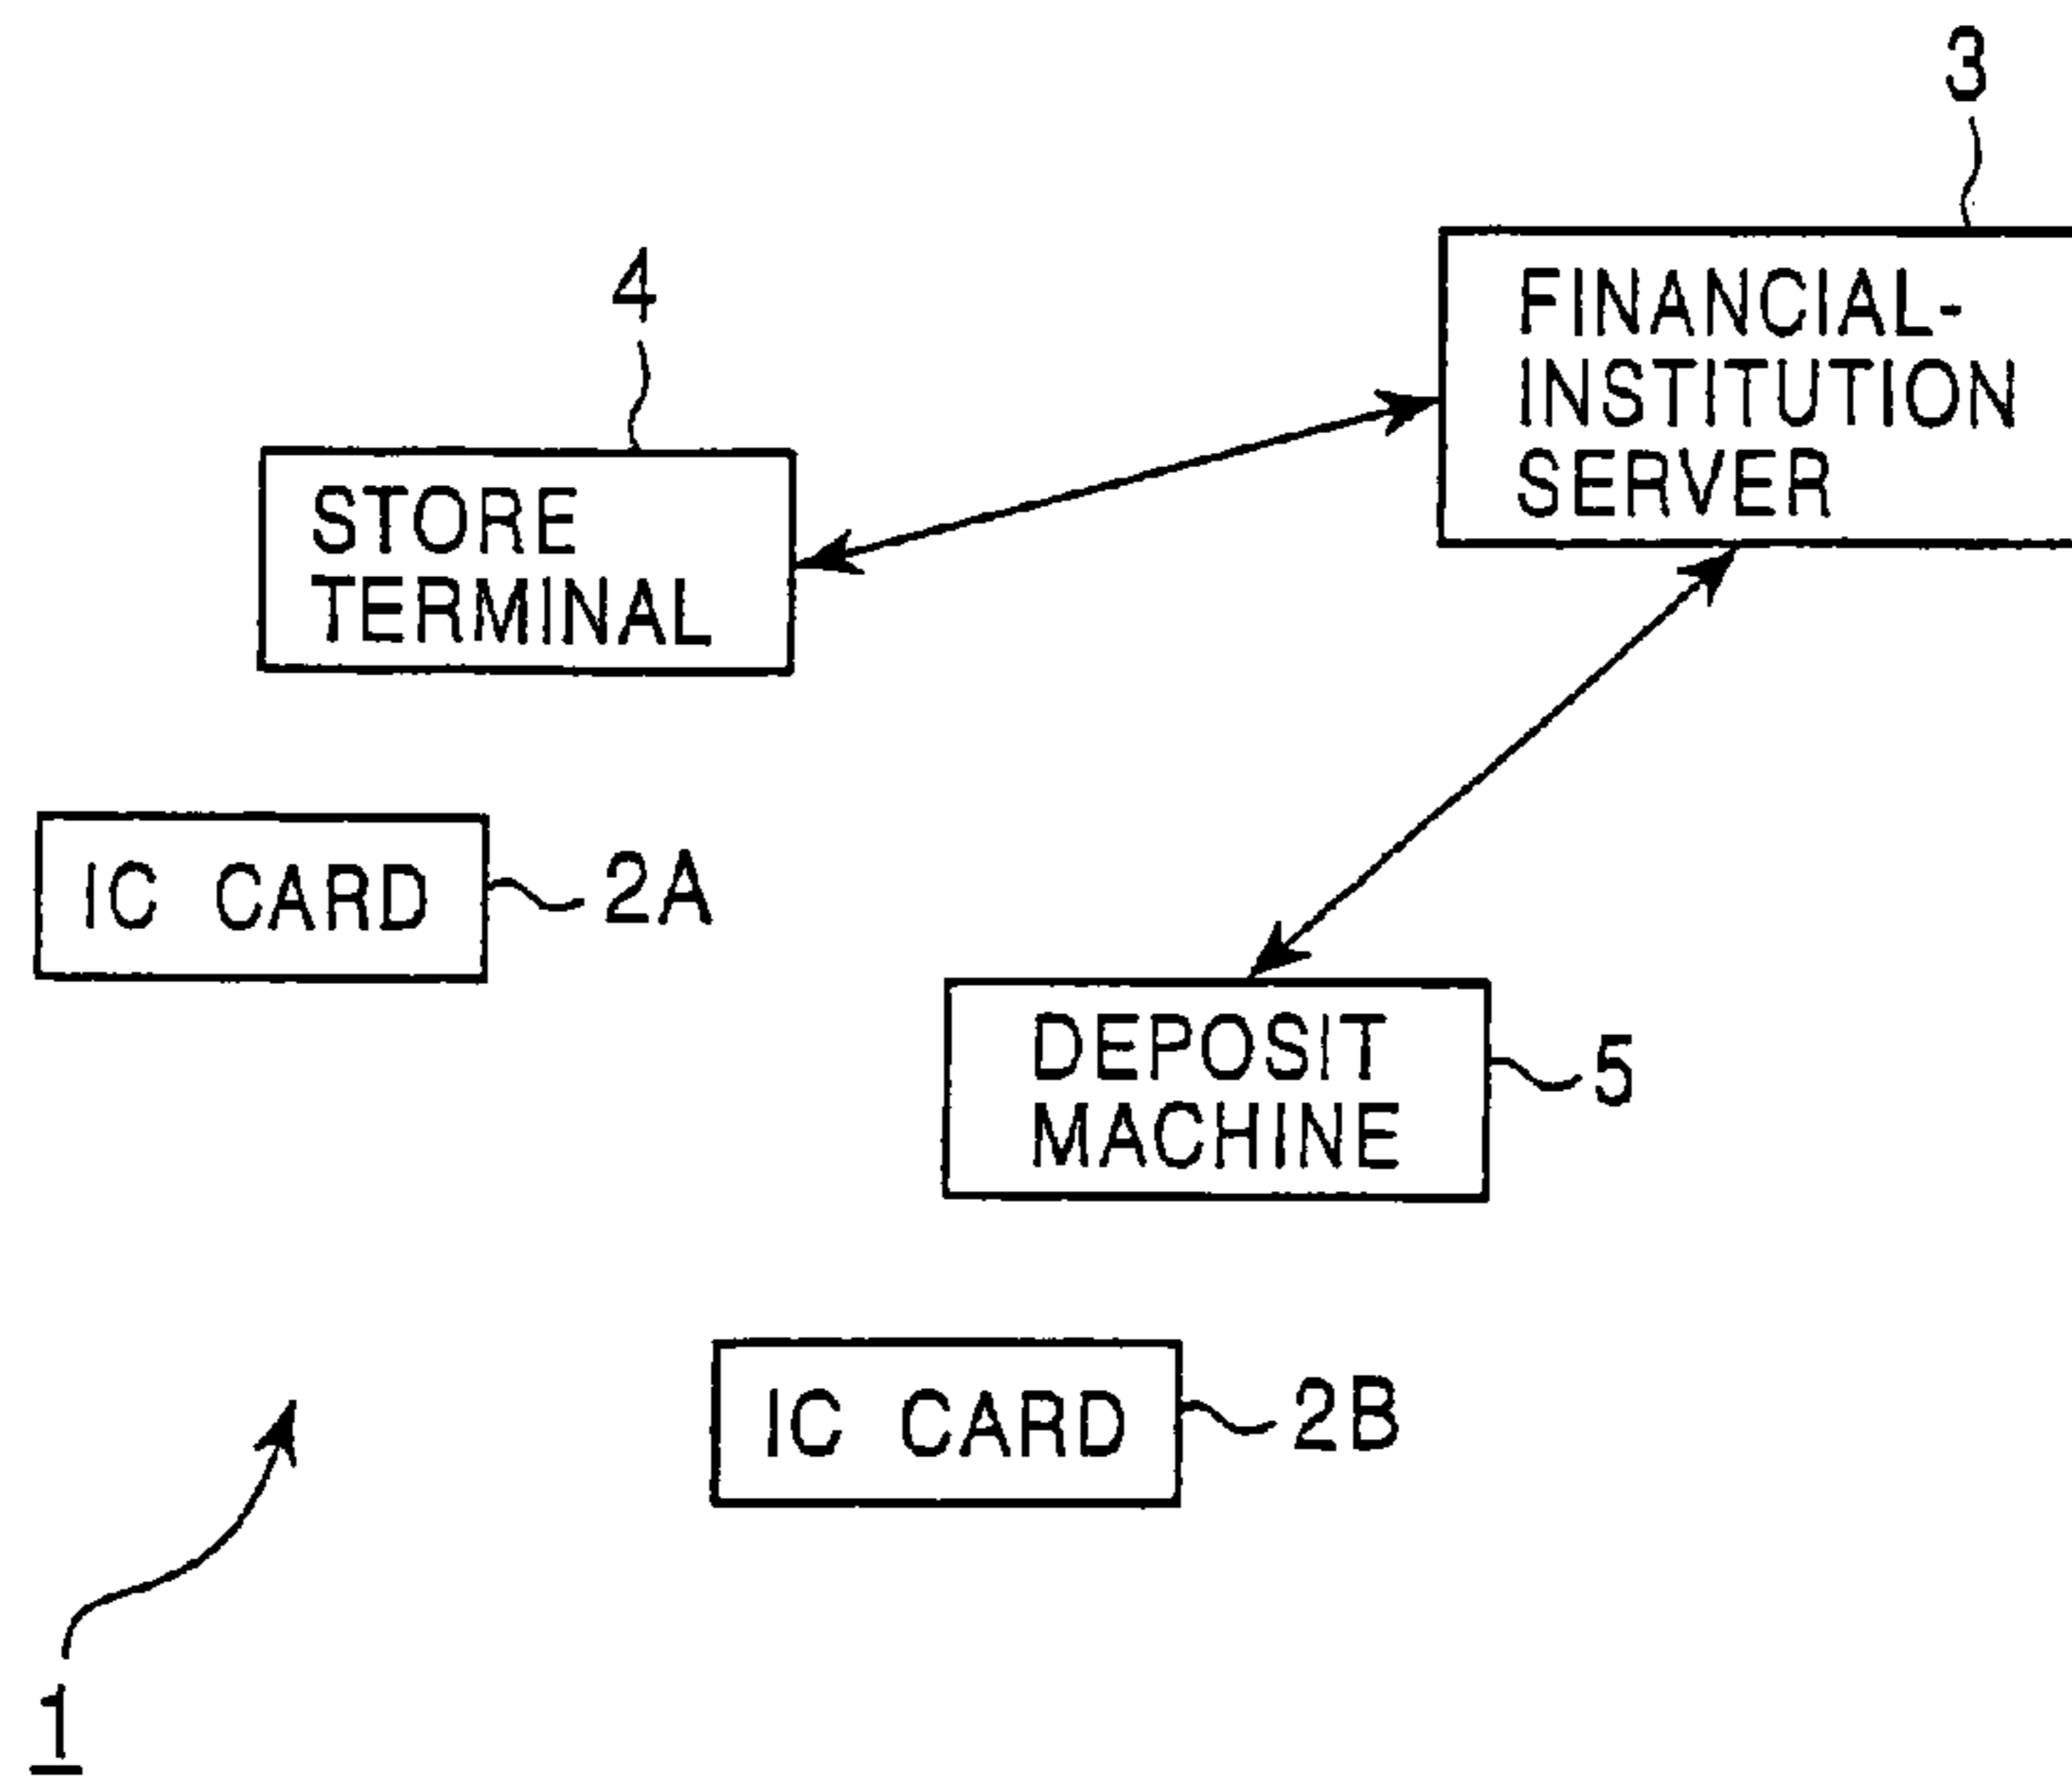 3
FINANCIAL-
INSTITUTION
SERVER
4
STORE
TERMINAL
IC CARD
2A
DEPOSIT
MACHINE
5
IC CARD
2B
1